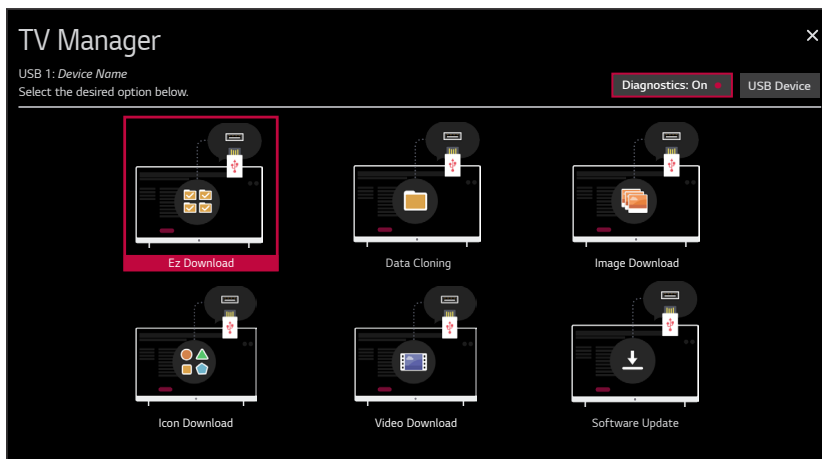 TV Manager
USB 1: Device Name
Select the desired option below.
Diagnostics: On
USB Device
Ez Download
Data Cloning
Image Download
Icon Download
Video Download
Software Update